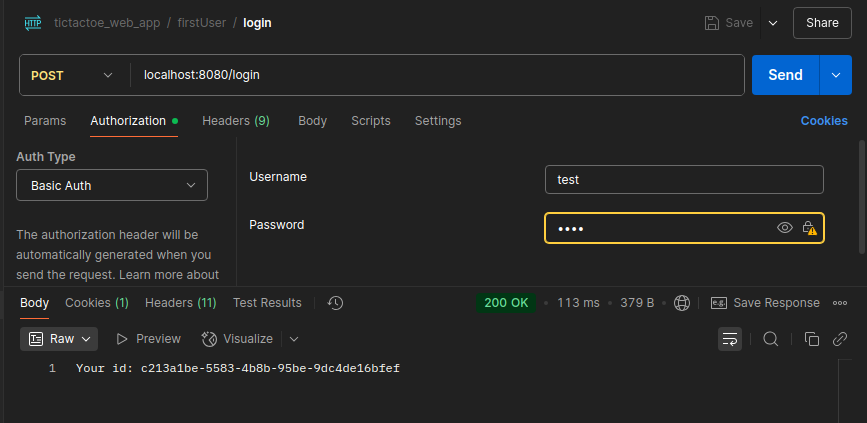 HTTP tictactoe_web_app / firstUser / login Save Share
POST localhost:8080/login Send
Params Authorization Headers (9) Body Scripts Settings Cookies
Auth Type
Basic Auth
Username test
Password ••••
The authorization header will be
automatically generated when you
send the request. Learn more about
Body Cookies (1) Headers (11) Test Results 200 OK • 113 ms • 379 B e.g. Save Response
Raw Preview Visualize
1 Your id: c213a1be-5583-4b8b-95be-9dc4de16bfef